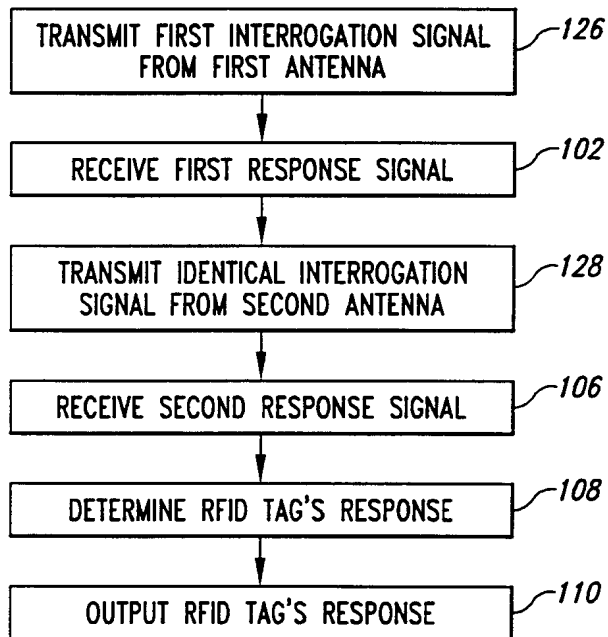 TRANSMIT FIRST INTERROGATION SIGNAL
FROM FIRST ANTENNA
126
RECEIVE FIRST RESPONSE SIGNAL
102
TRANSMIT IDENTICAL INTERROGATION
SIGNAL FROM SECOND ANTENNA
128
RECEIVE SECOND RESPONSE SIGNAL
106
DETERMINE RFID TAG'S RESPONSE
108
OUTPUT RFID TAG'S RESPONSE
110